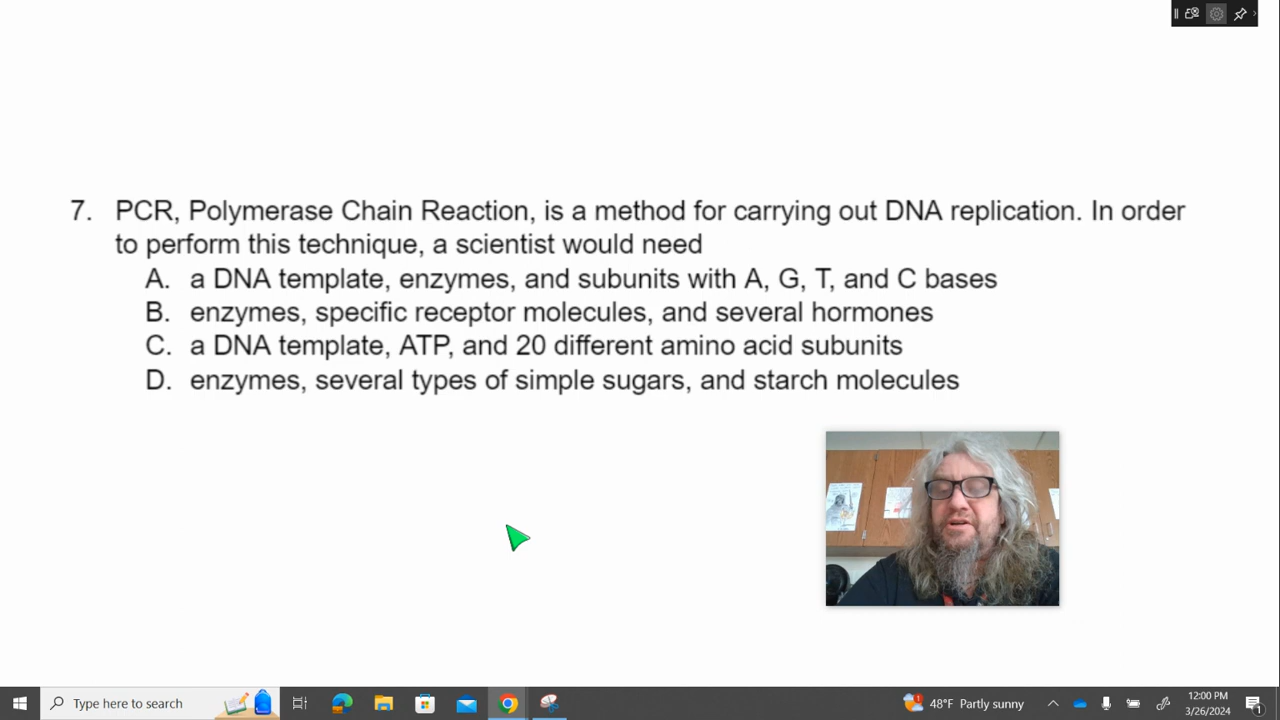 7. PCR, Polymerase Chain Reaction, is a method for carrying out DNA replication. In order
to perform this technique, a scientist would need
A. a DNA template, enzymes, and subunits with A, G, T, and C bases
B. enzymes, specific receptor molecules, and several hormones
C. a DNA template, ATP, and 20 different amino acid subunits
D. enzymes, several types of simple sugars, and starch molecules
Type here to search
1
48°F Partly sunny
12:00 PM
3/26/2024
1